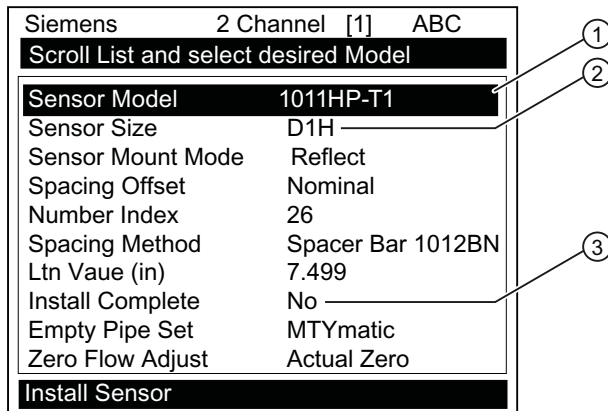 Siemens 2 Channel [1] ABC
Scroll List and select desired Model
Sensor Model 1011HP-T1
Sensor Size D1H
Sensor Mount Mode Reflect
Spacing Offset Nominal
Number Index 26
Spacing Method Spacer Bar 1012BN
Ltn Vaue (in) 7.499
Install Complete No
Empty Pipe Set MTYmatic
Zero Flow Adjust Actual Zero
Install Sensor
1
2
3